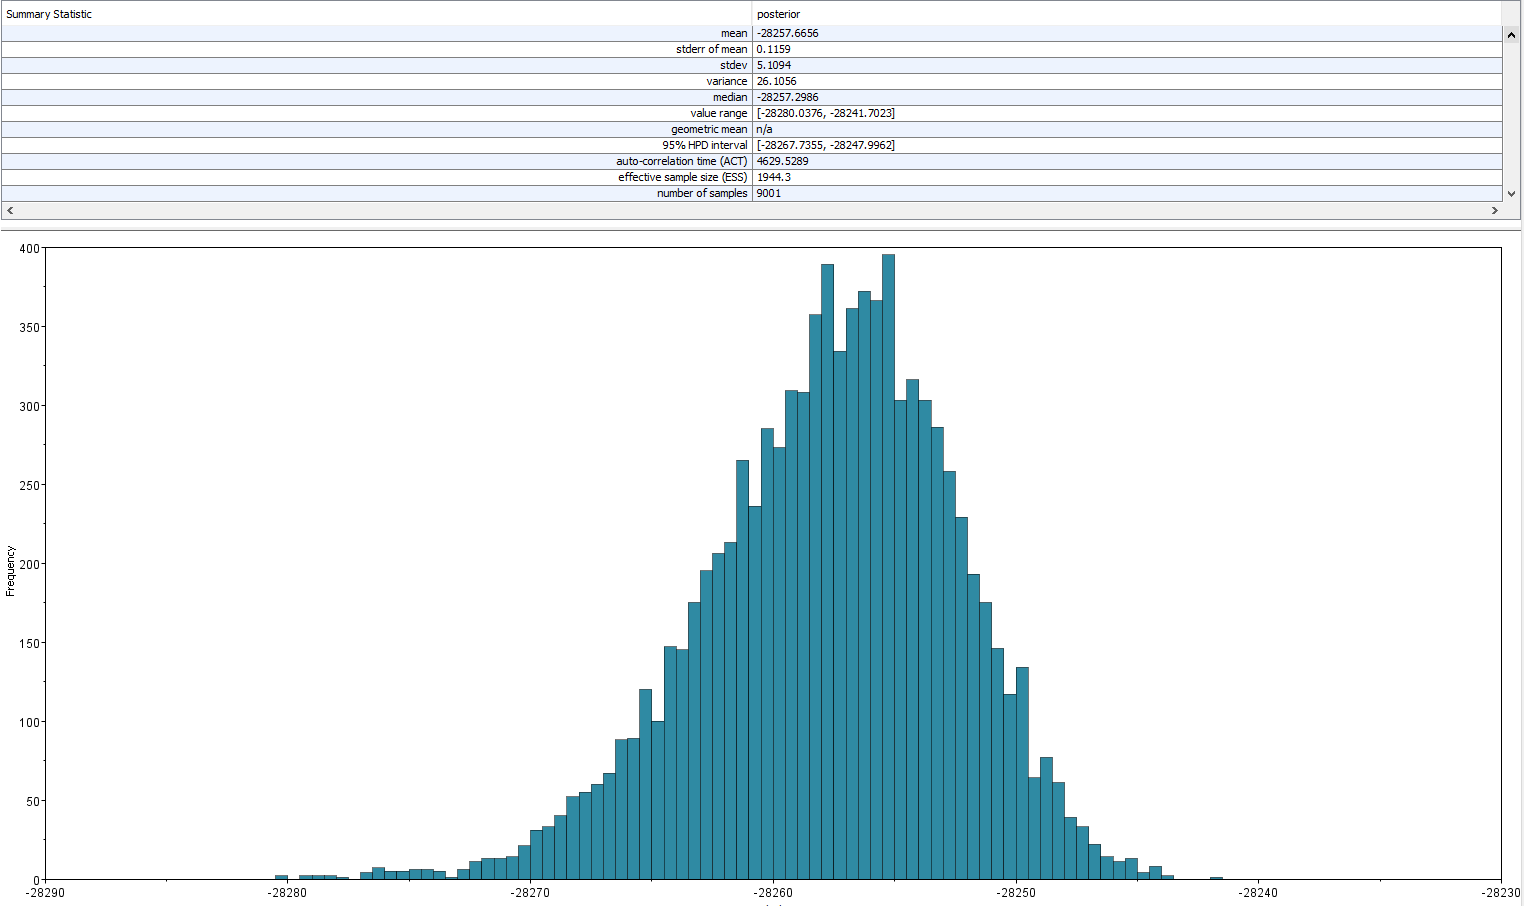 Summary Statistic posterior
mean -28257.6656
stderr of mean 0.1159
stdev 5.1094
variance 26.1056
median -28257.2986
value range [-28280.0376, -28241.7023]
geometric mean n/a
95% HPD interval [-28267.7355, -28247.9962]
auto-correlation time (ACT) 4629.5289
effective sample size (ESS) 1944.3
number of samples 9001
400
350
300
250
200
150
100
50
0
Frequency
-28290 -28280 -28270 -28260 -28250 -28240 -28230